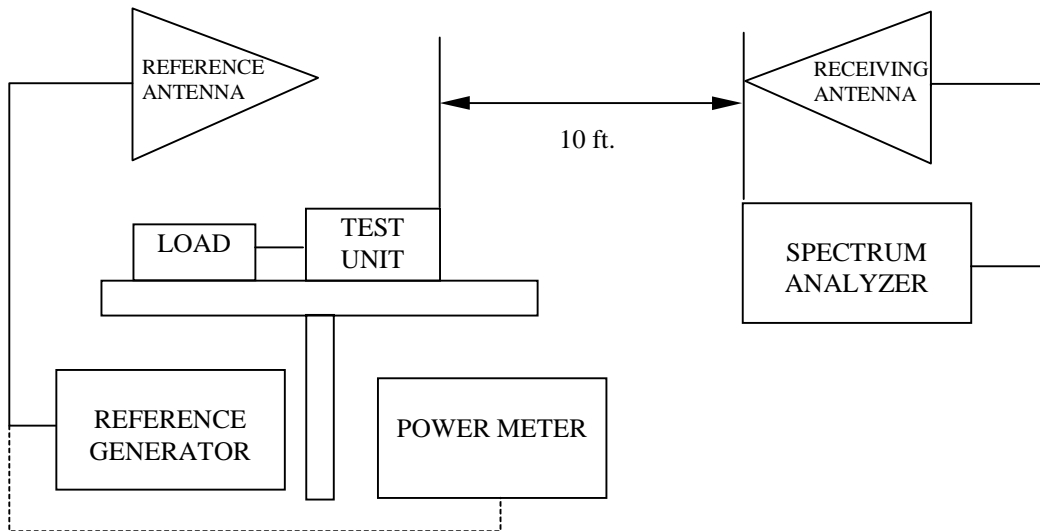 REFERENCE
ANTENNA
RECEIVING
ANTENNA
10 ft.
LOAD
TEST
UNIT
SPECTRUM
ANALYZER
REFERENCE
GENERATOR
POWER METER